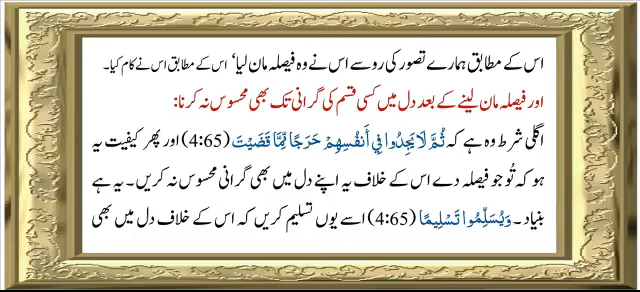 اس کے مطابق ہمارے تصور کی رو سے اس نے وہ فیصلہ مان لیا‘ اس کے مطابق اس نے کام کیا۔
اور فیصلہ مان لینے کے بعد دل میں کسی قسم کی گرانی تک بھی محسوس نہ کرنا:
اگلی شرط وہ ہے کہ ثُمَّ لَا يَجِدُوا فِي أَنْفُسِهِمْ حَرَجًا مِّمَّا قَضَيْتَ (4:65) اور پھر کیفیت یہ
ہو کہ تُو جو فیصلہ دے اس کے خلاف یہ اپنے دل میں بھی گرانی محسوس نہ کریں۔ یہ ہے
بنیاد۔ وَيُسَلِّمُوا تَسْلِيمًا (4:65) اسے یوں تسلیم کریں کہ اس کے خلاف دل میں بھی